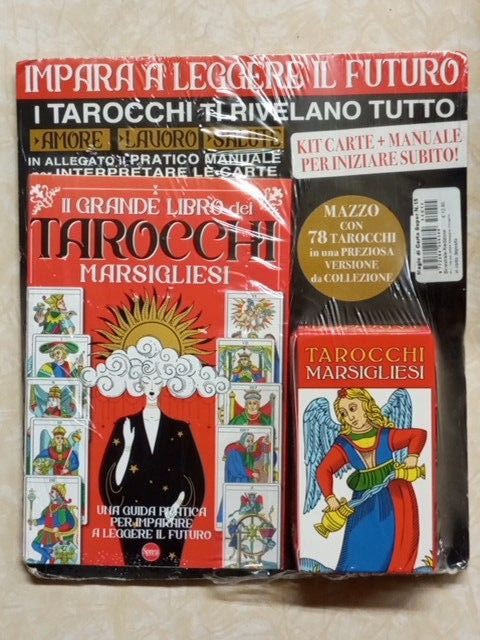 IMPARA A LEGGERE IL FUTURO
I TAROCCHI TI RIVELANO TUTTO
AMORE LAVORO SALUTE
IN ALLEGATO il PRATICO MANUALE
INTERPRETARE LE CARTE
KIT CARTE + MANUALE
PER INIZIARE SUBITO!
Il GRANDE LIBRO dei
TAROCCHI
MARSIGLIESI
UNA GUIDA PRATICA
PER IMPARARE
A LEGGERE IL FUTURO
MAZZO
CON
78 TAROCCHI
in una PREZIOSA
VERSIONE
da COLLEZIONE
TAROCCHI
MARSIGLIESI